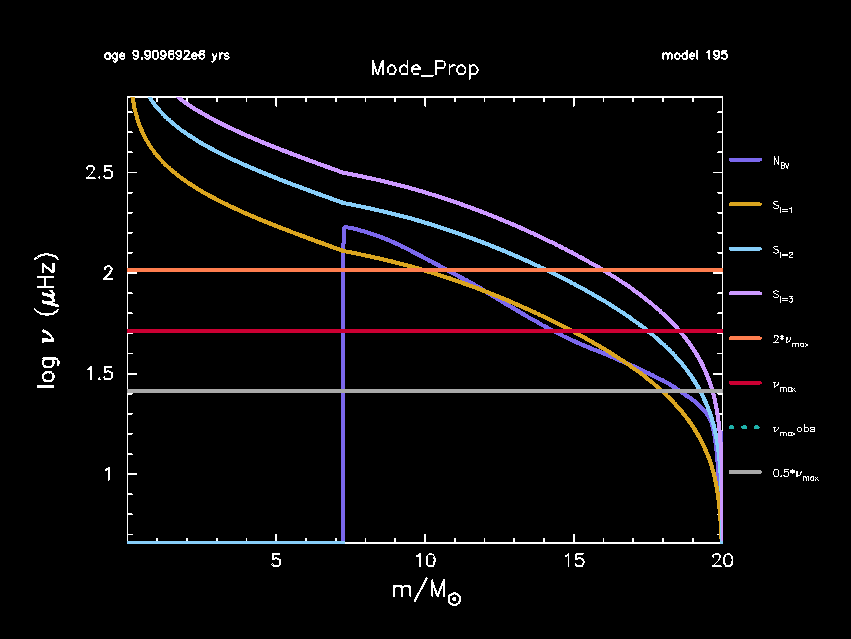 age 9.909692e6 yrs
model 195
Mode_Prop
log ν (μHz)
2.5
2
1.5
1
5
10
15
20
m/M☉
N_BV
S_l=1
S_l=2
S_l=3
2*ν_max
ν_max
ν_max obs
0.5*ν_max